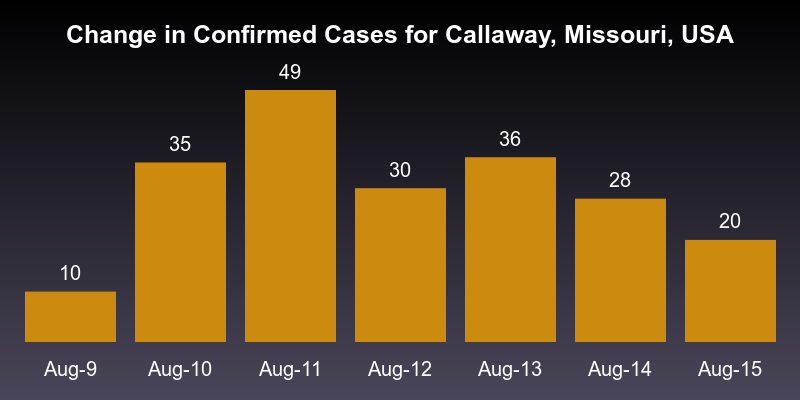 Change in Confirmed Cases for Callaway, Missouri, USA
10
35
49
30
36
28
20
Aug-9
Aug-10
Aug-11
Aug-12
Aug-13
Aug-14
Aug-15